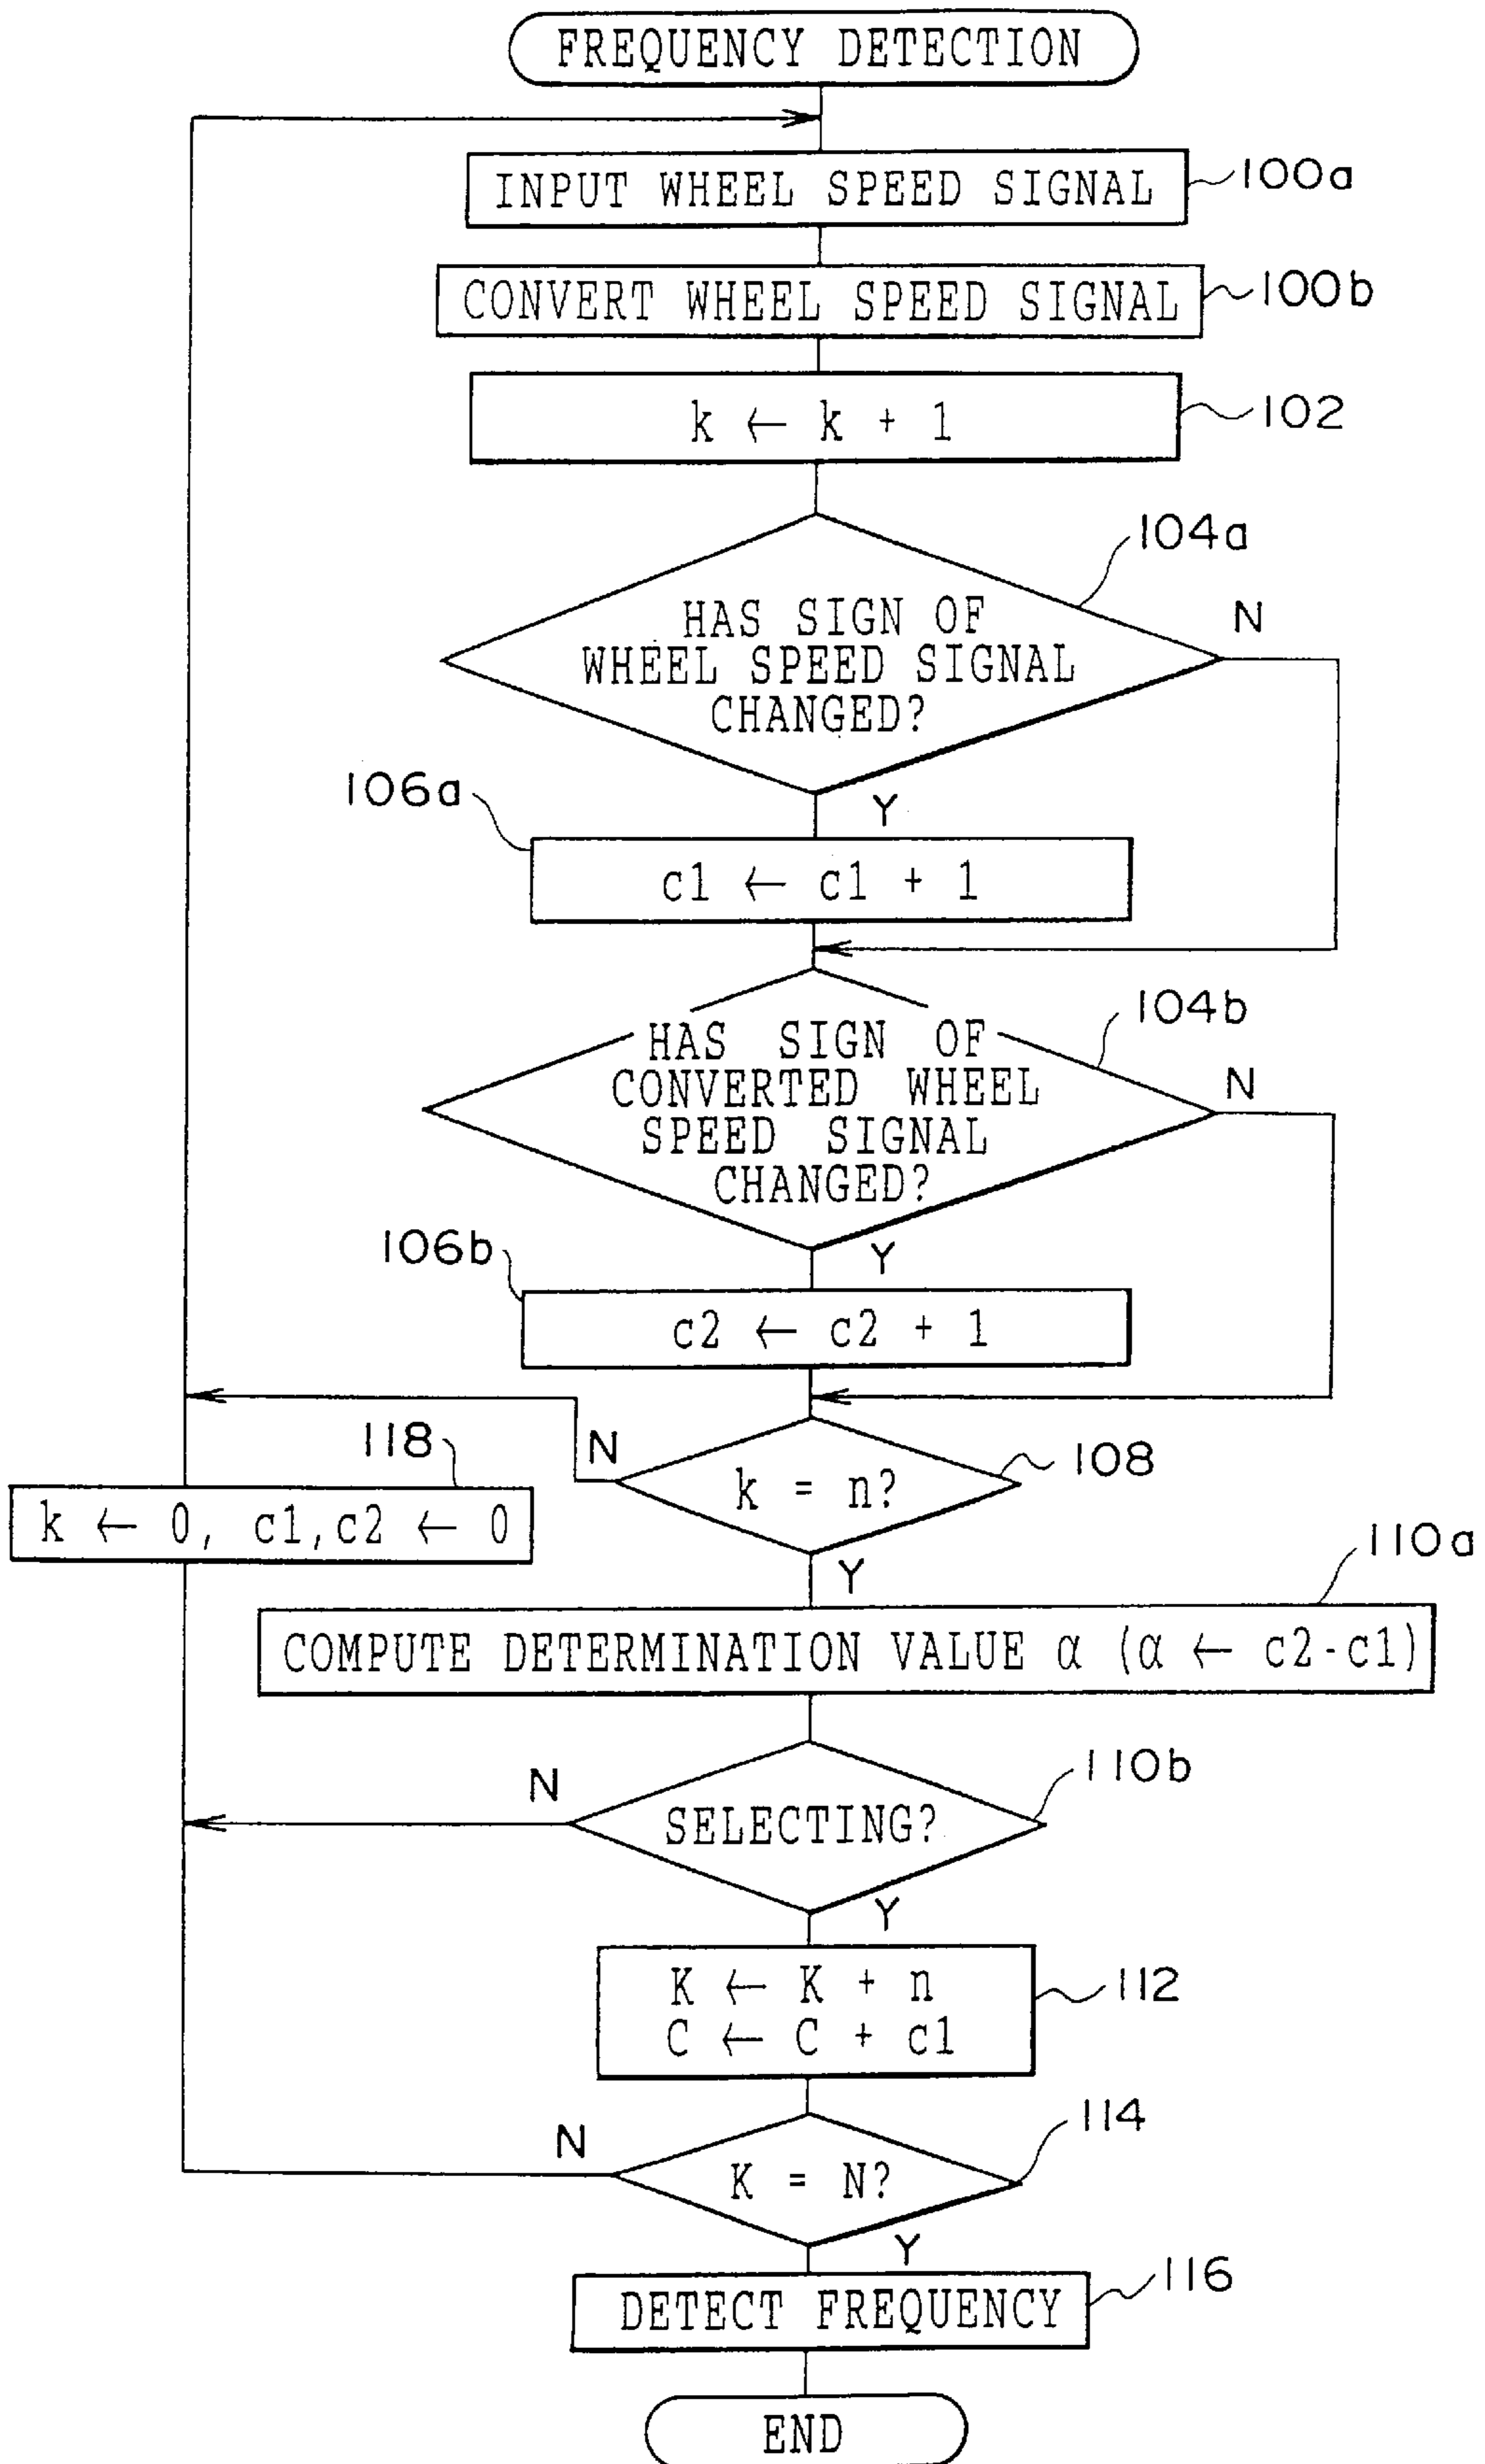 FREQUENCY DETECTION
INPUT WHEEL SPEED SIGNAL
100a
CONVERT WHEEL SPEED SIGNAL
100b
k ← k + 1
102
104a
HAS SIGN OF
WHEEL SPEED SIGNAL
CHANGED?
N
Y
106a
c1 ← c1 + 1
104b
HAS SIGN OF
CONVERTED WHEEL
SPEED SIGNAL
CHANGED?
N
Y
106b
c2 ← c2 + 1
118
k ← 0, c1,c2 ← 0
N
k = n?
108
Y
110a
COMPUTE DETERMINATION VALUE α (α ← c2-c1)
110b
N
SELECTING?
Y
K ← K + n
C ← C + c1
112
114
N
K = N?
Y
116
DETECT FREQUENCY
END